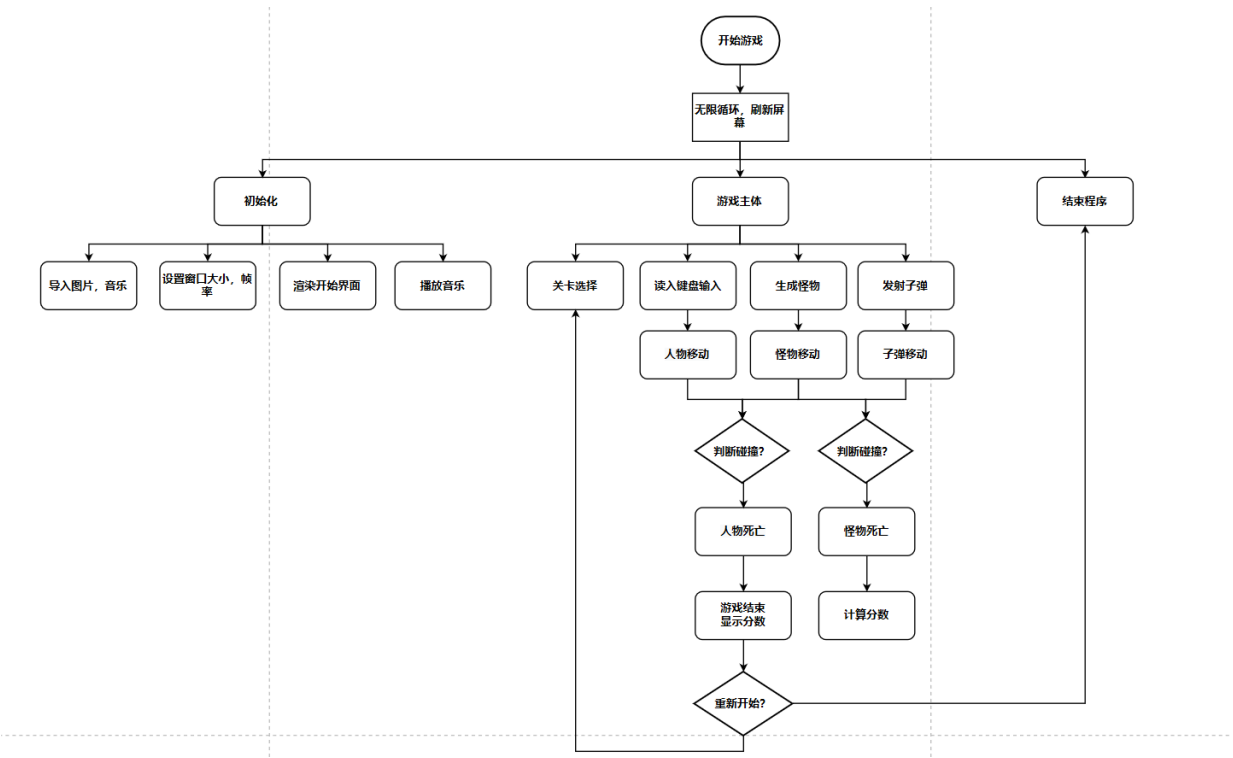 开始游戏
无限循环，刷新屏
幕
初始化
游戏主体
结束程序
导入图片，音乐
设置窗口大小，帧
率
渲染开始界面
播放音乐
关卡选择
读入键盘输入
生成怪物
发射子弹
人物移动
怪物移动
子弹移动
判断碰撞？
判断碰撞？
人物死亡
怪物死亡
游戏结束
显示分数
计算分数
重新开始？